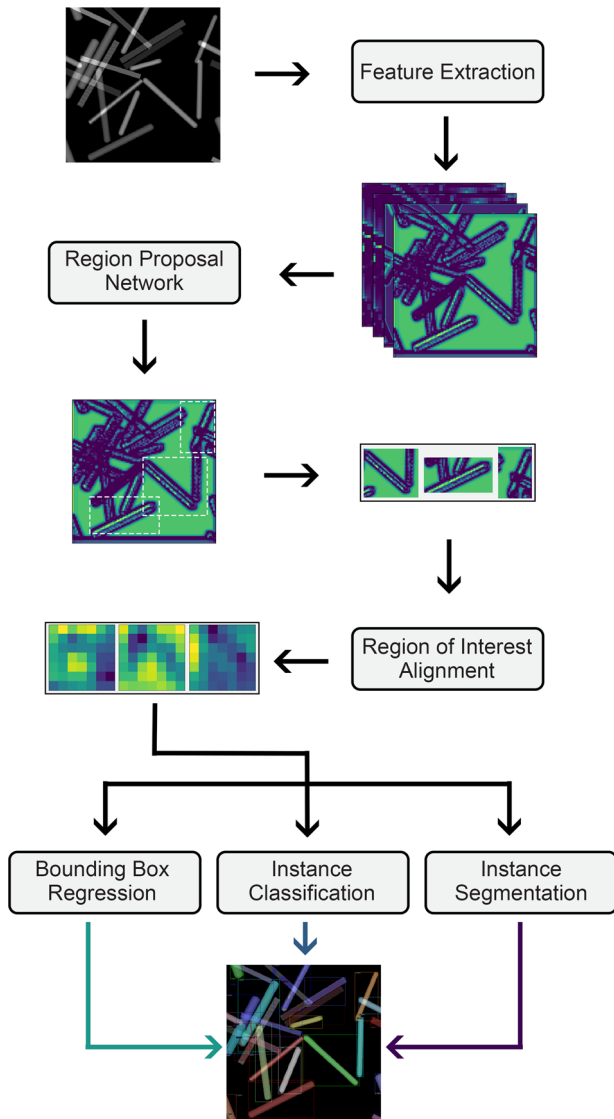 Feature Extraction
Region Proposal
Network
Region of Interest
Alignment
Bounding Box
Regression
Instance
Classification
Instance
Segmentation